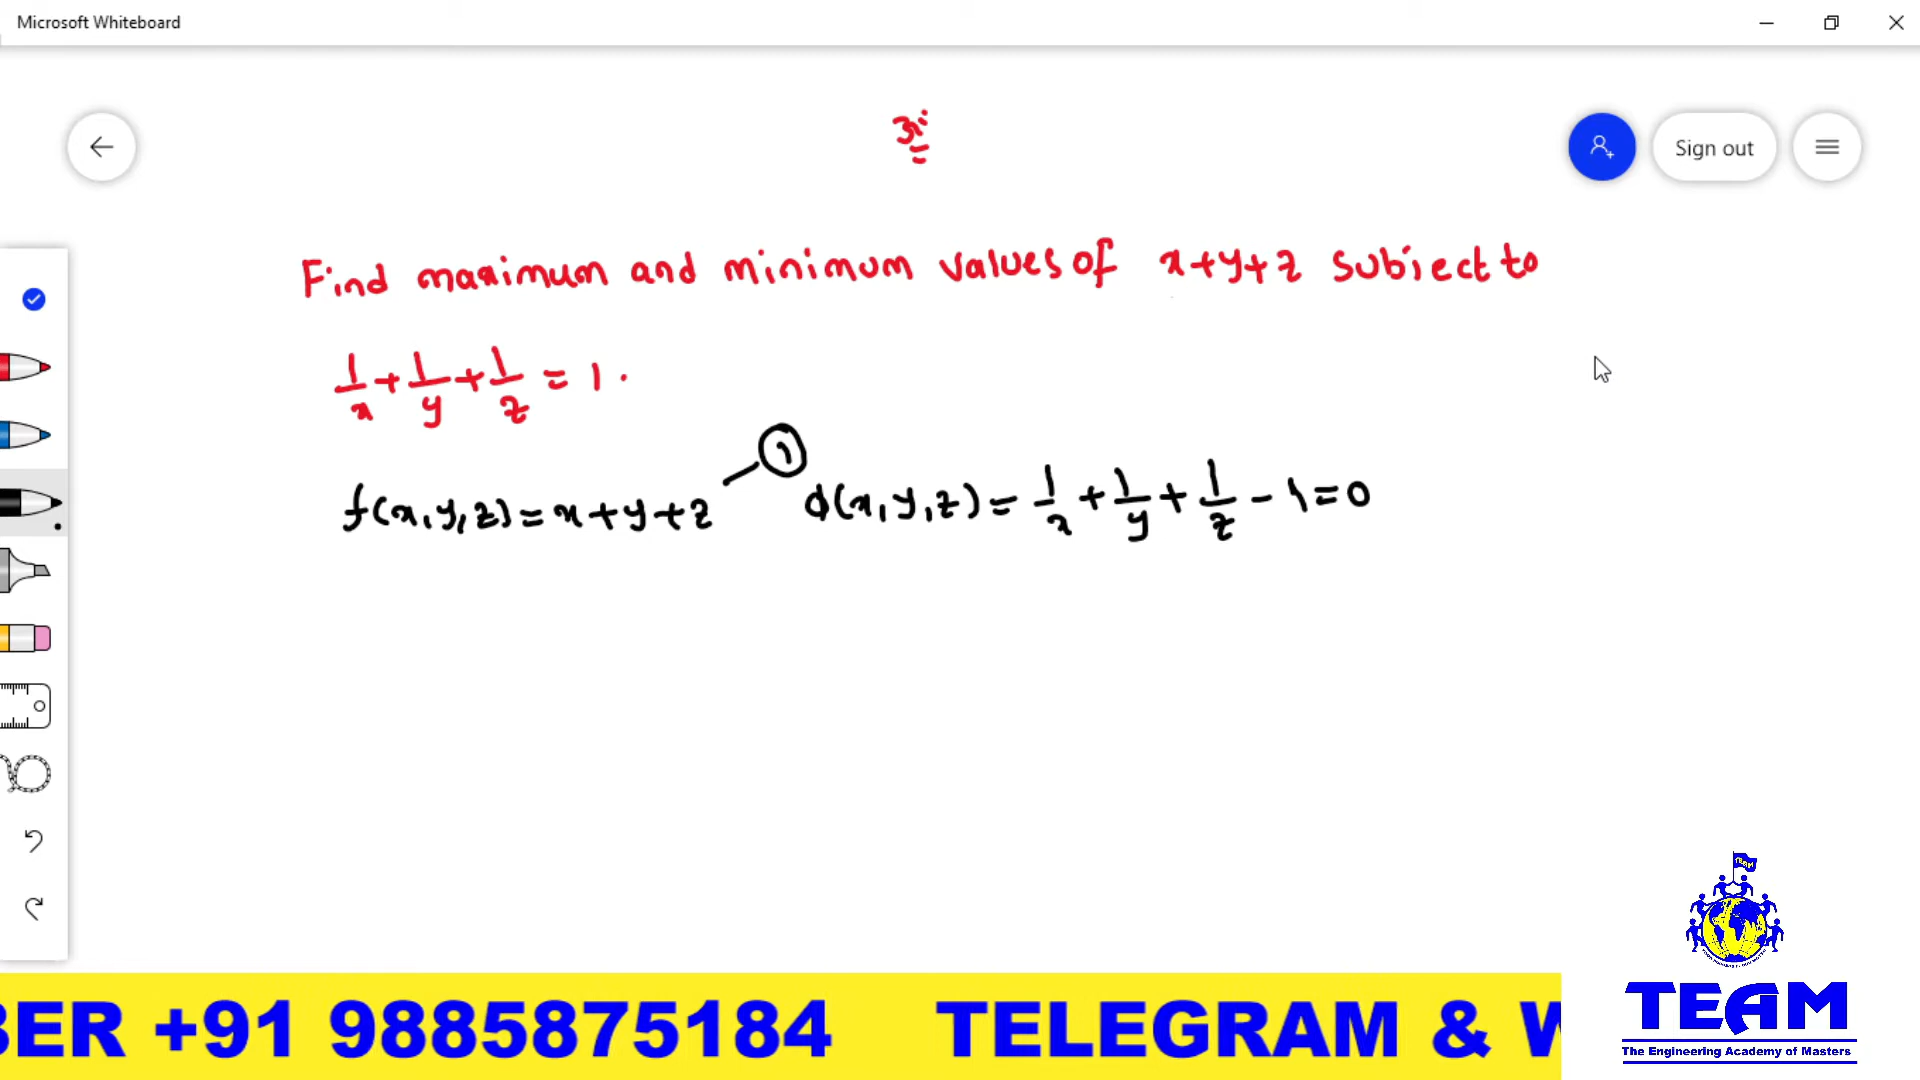 Microsoft Whiteboard
Sign out
Find maximum and minimum values of x+y+z subject to
1/x + 1/y + 1/z = 1.
1
f(x,y,z)=x+y+z
ϕ(x,y,z)= 1/x + 1/y + 1/z - 1=0
BER +91 9885875184 TELEGRAM & W
TEAM
The Engineering Academy of Masters